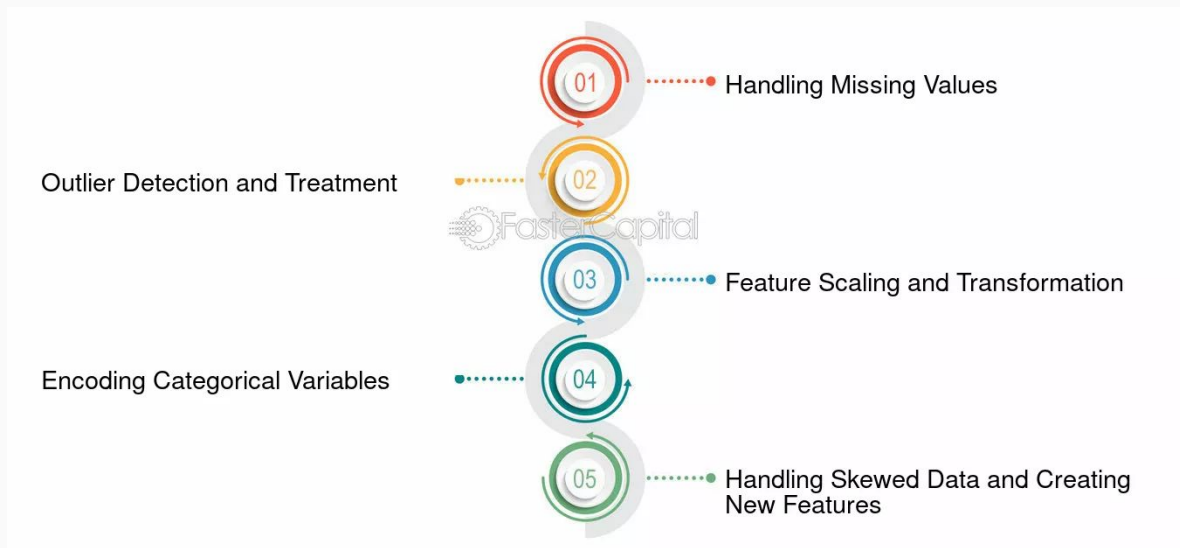 01
Handling Missing Values
Outlier Detection and Treatment
02
FasterCapital
03
Feature Scaling and Transformation
Encoding Categorical Variables
04
05
Handling Skewed Data and Creating
New Features